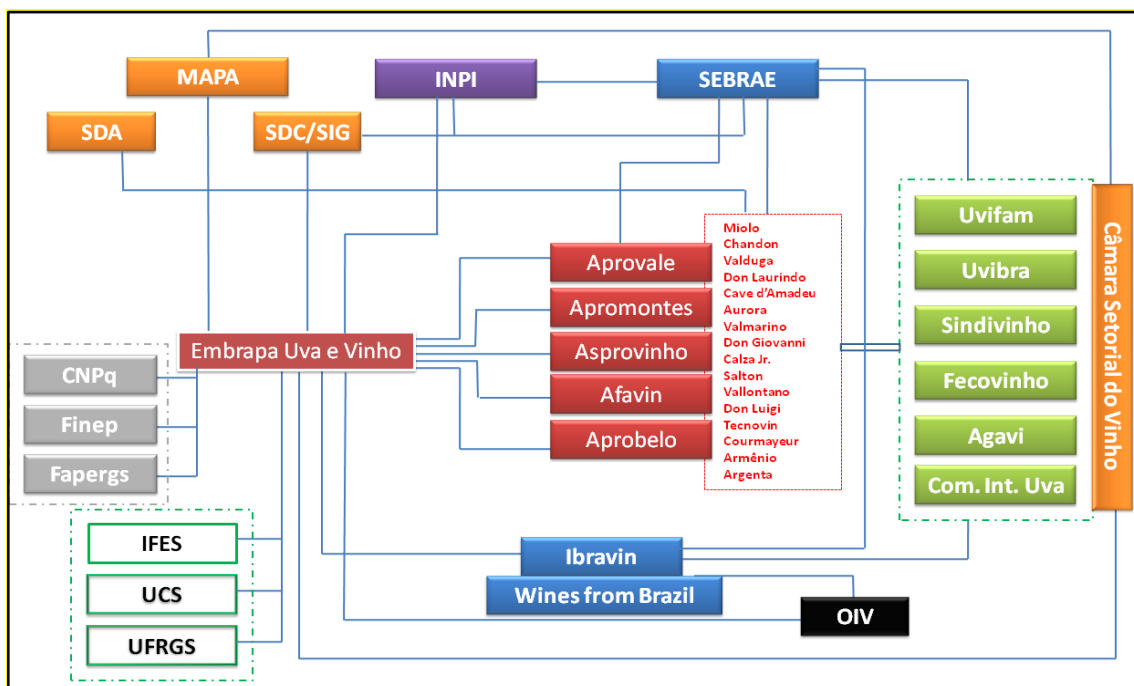 MAPA
INPI
SEBRAE
SDA
SDC/SIG
Aprovale
Apromontes
Asprovinho
Afavin
Aprobelo
Miolo
Chandon
Valduga
Don Laurindo
Cave d’Amadeu
Aurora
Valmarino
Don Giovanni
Calza Jr.
Salton
Vallontano
Don Luigi
Tecnovin
Courmayeur
Armênio
Argenta
Uvifam
Uvibra
Sindivinho
Fecovinho
Agavi
Com. Int. Uva
Câmara Setorial do Vinho
Embrapa Uva e Vinho
CNPq
Finep
Fapergs
IFES
UCS
UFRGS
Ibravin
Wines from Brazil
OIV